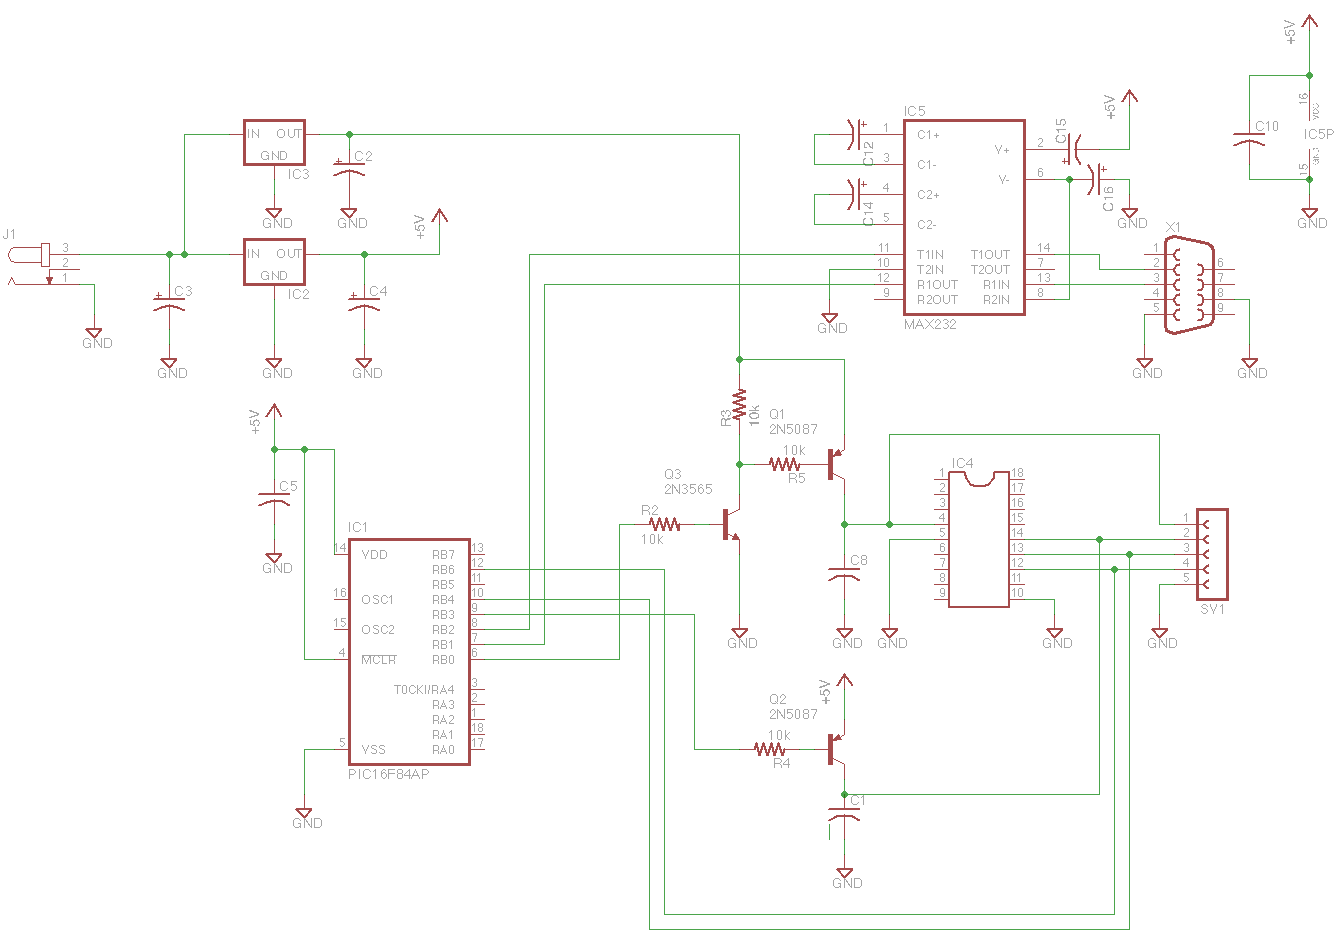 +5V
16
VDD
C10
IC5P
GND
15
GND
IC5
+5V
C1+
1
C12
C1-
3
V+
2
C15
C2+
4
C14
V-
6
C16
GND
C2-
5
T1IN
11
T1OUT
14
T2IN
10
T2OUT
7
R1OUT
12
R1IN
13
R2OUT
9
R2IN
8
MAX232
GND
X1
1
2
3
4
5
6
7
8
9
GND
GND
IN OUT
GND
IC3
C2
GND
GND
J1
3
2
1
GND
IN OUT
GND
IC2
+5V
C3
C4
GND
GND
GND
+5V
C5
GND
IC1
14 VDD
16 OSC1
15 OSC2
4 MCLR
5 VSS
RB7 13
RB6 12
RB5 11
RB4 10
RB3 9
RB2 8
RB1 7
RB0 6
T0CKI/RA4 3
RA3 2
RA2 1
RA1 18
RA0 17
PIC16F84AP
GND
R3
10k
Q1
2N5087
10k
R5
Q3
2N3565
R2
10k
GND
C8
GND
GND
IC4
1 18
2 17
3 16
4 15
5 14
6 13
7 12
8 11
9 10
GND
1
2
3
4
5
SV1
GND
Q2
2N5087
+5V
10k
R4
C1
GND